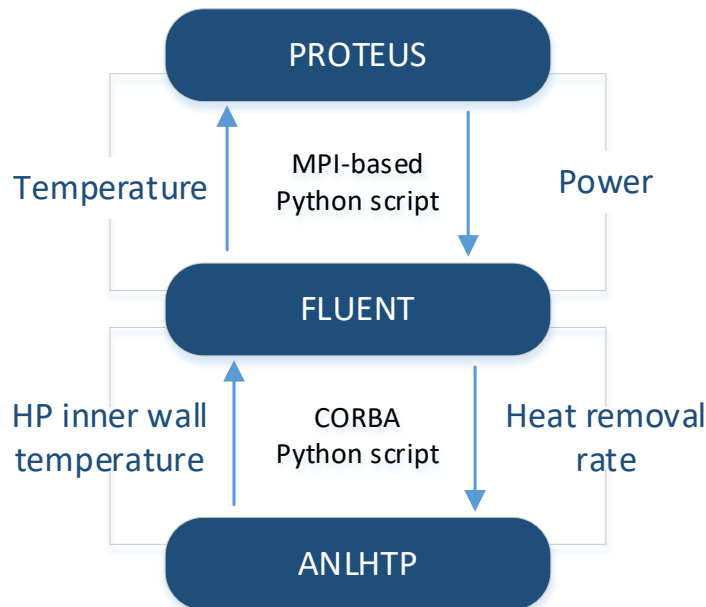 PROTEUS
Temperature
MPI-based
Python script
Power
FLUENT
HP inner wall
temperature
CORBA
Python script
Heat removal
rate
ANLHTP